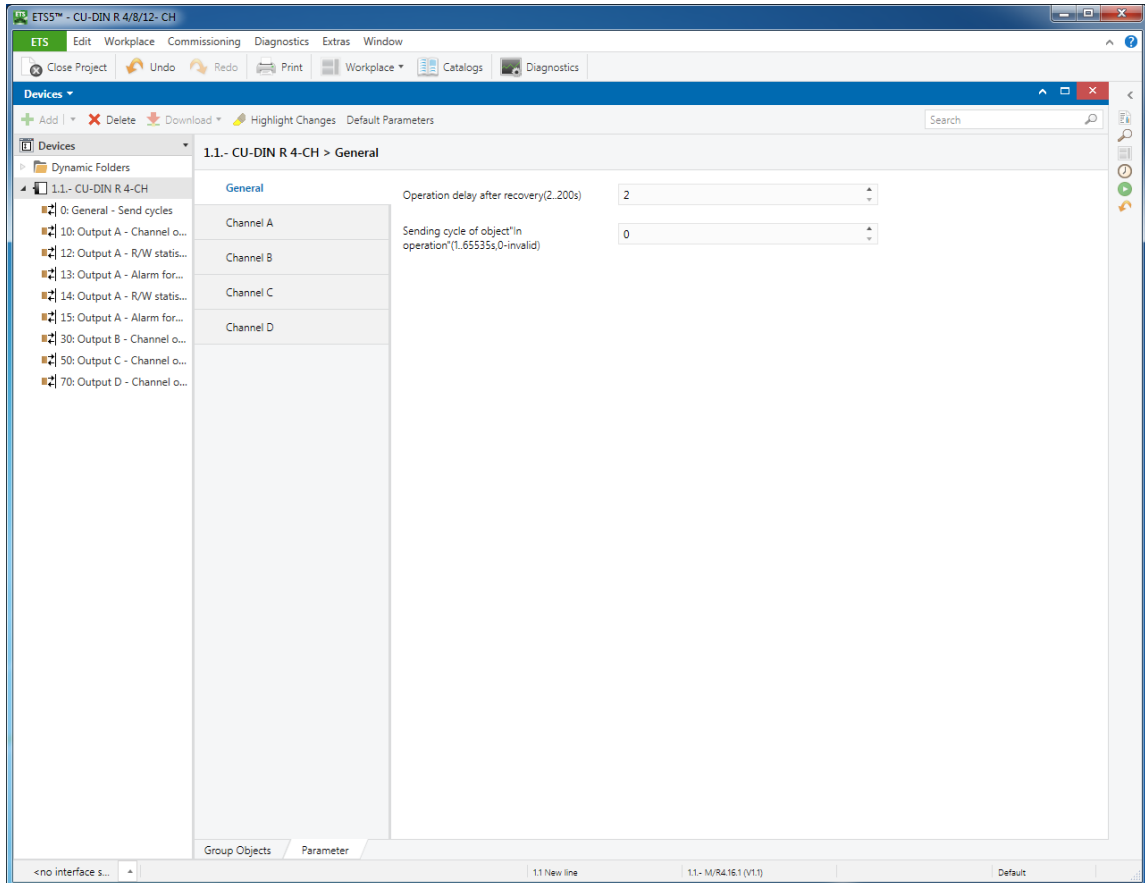 ETS5™ - CU-DIN R 4/8/12- CH
ETS Edit Workplace Commissioning Diagnostics Extras Window
Close Project Undo Redo Print Workplace Catalogs Diagnostics
Devices
Add Delete Download Highlight Changes Default Parameters Search
Devices
Dynamic Folders
1.1.- CU-DIN R 4-CH
0: General - Send cycles
10: Output A - Channel o...
12: Output A - R/W statis...
13: Output A - Alarm for...
14: Output A - R/W statis...
15: Output A - Alarm for...
30: Output B - Channel o...
50: Output C - Channel o...
70: Output D - Channel o...
1.1.- CU-DIN R 4-CH > General
General
Channel A
Channel B
Channel C
Channel D
Operation delay after recovery(2..200s) 2
Sending cycle of object"In
operation"(1..65535s,0-invalid) 0
Group Objects Parameter
<no interface s... 1.1 New line 1.1.- M/R4.16.1 (V1.1) Default